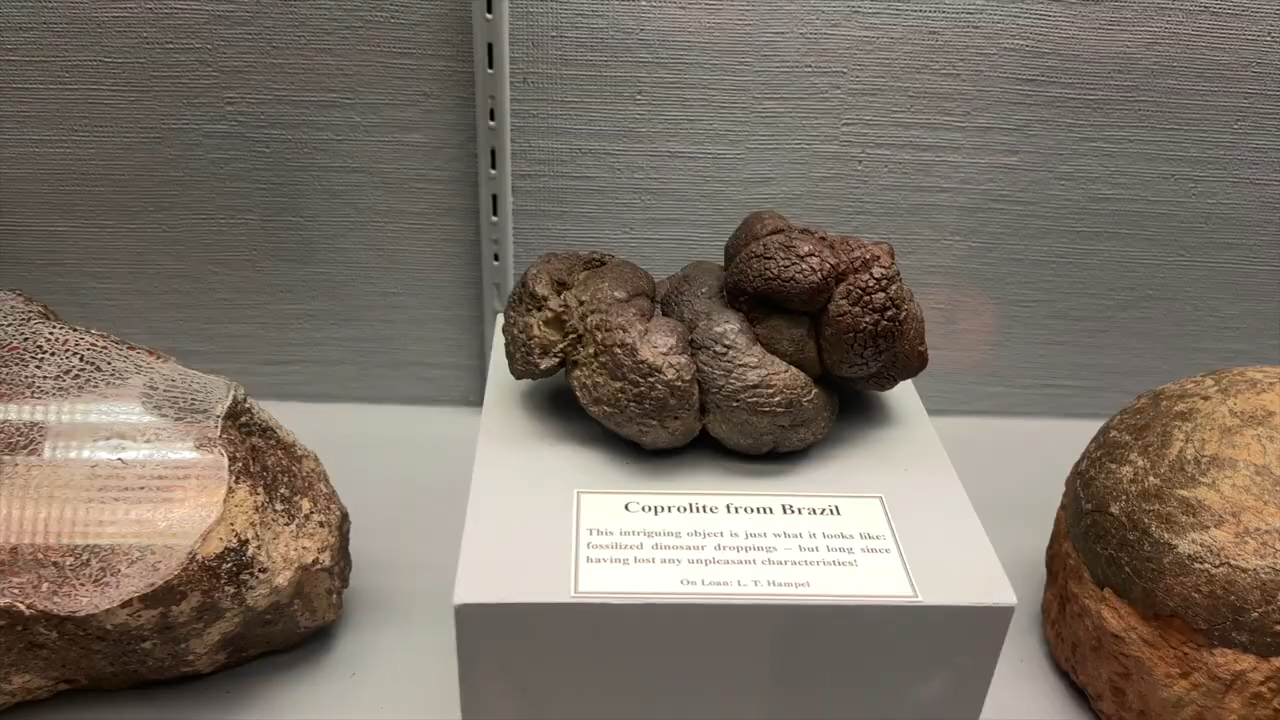 Coprolite from Brazil
This intriguing object is just what it looks like:
fossilized dinosaur droppings – but long since
having lost any unpleasant characteristics!
On Loan: L. T. Hampel